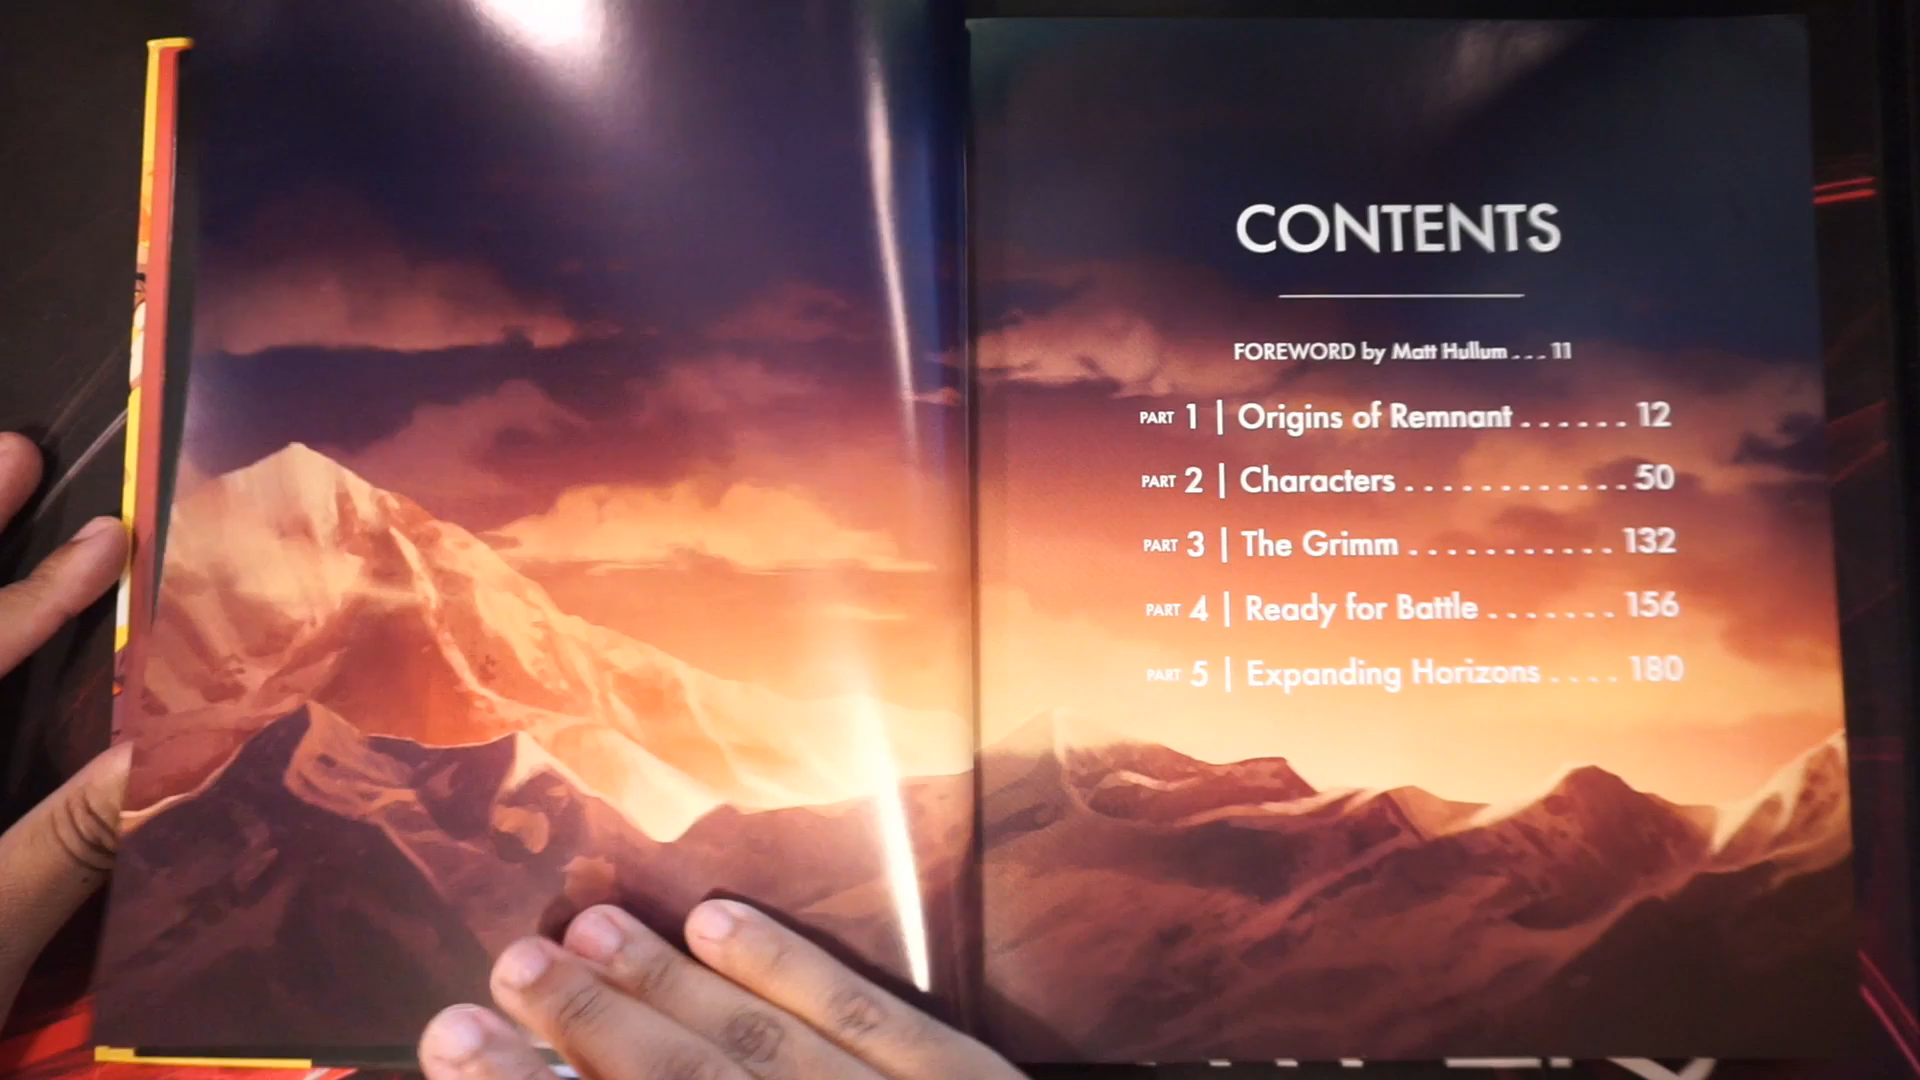 CONTENTS
FOREWORD by Matt Hullum . . . 11
PART 1 | Origins of Remnant . . . . . . 12
PART 2 | Characters . . . . . . . . . . . . 50
PART 3 | The Grimm . . . . . . . . . . . 132
PART 4 | Ready for Battle . . . . . . . 156
PART 5 | Expanding Horizons . . . . 180